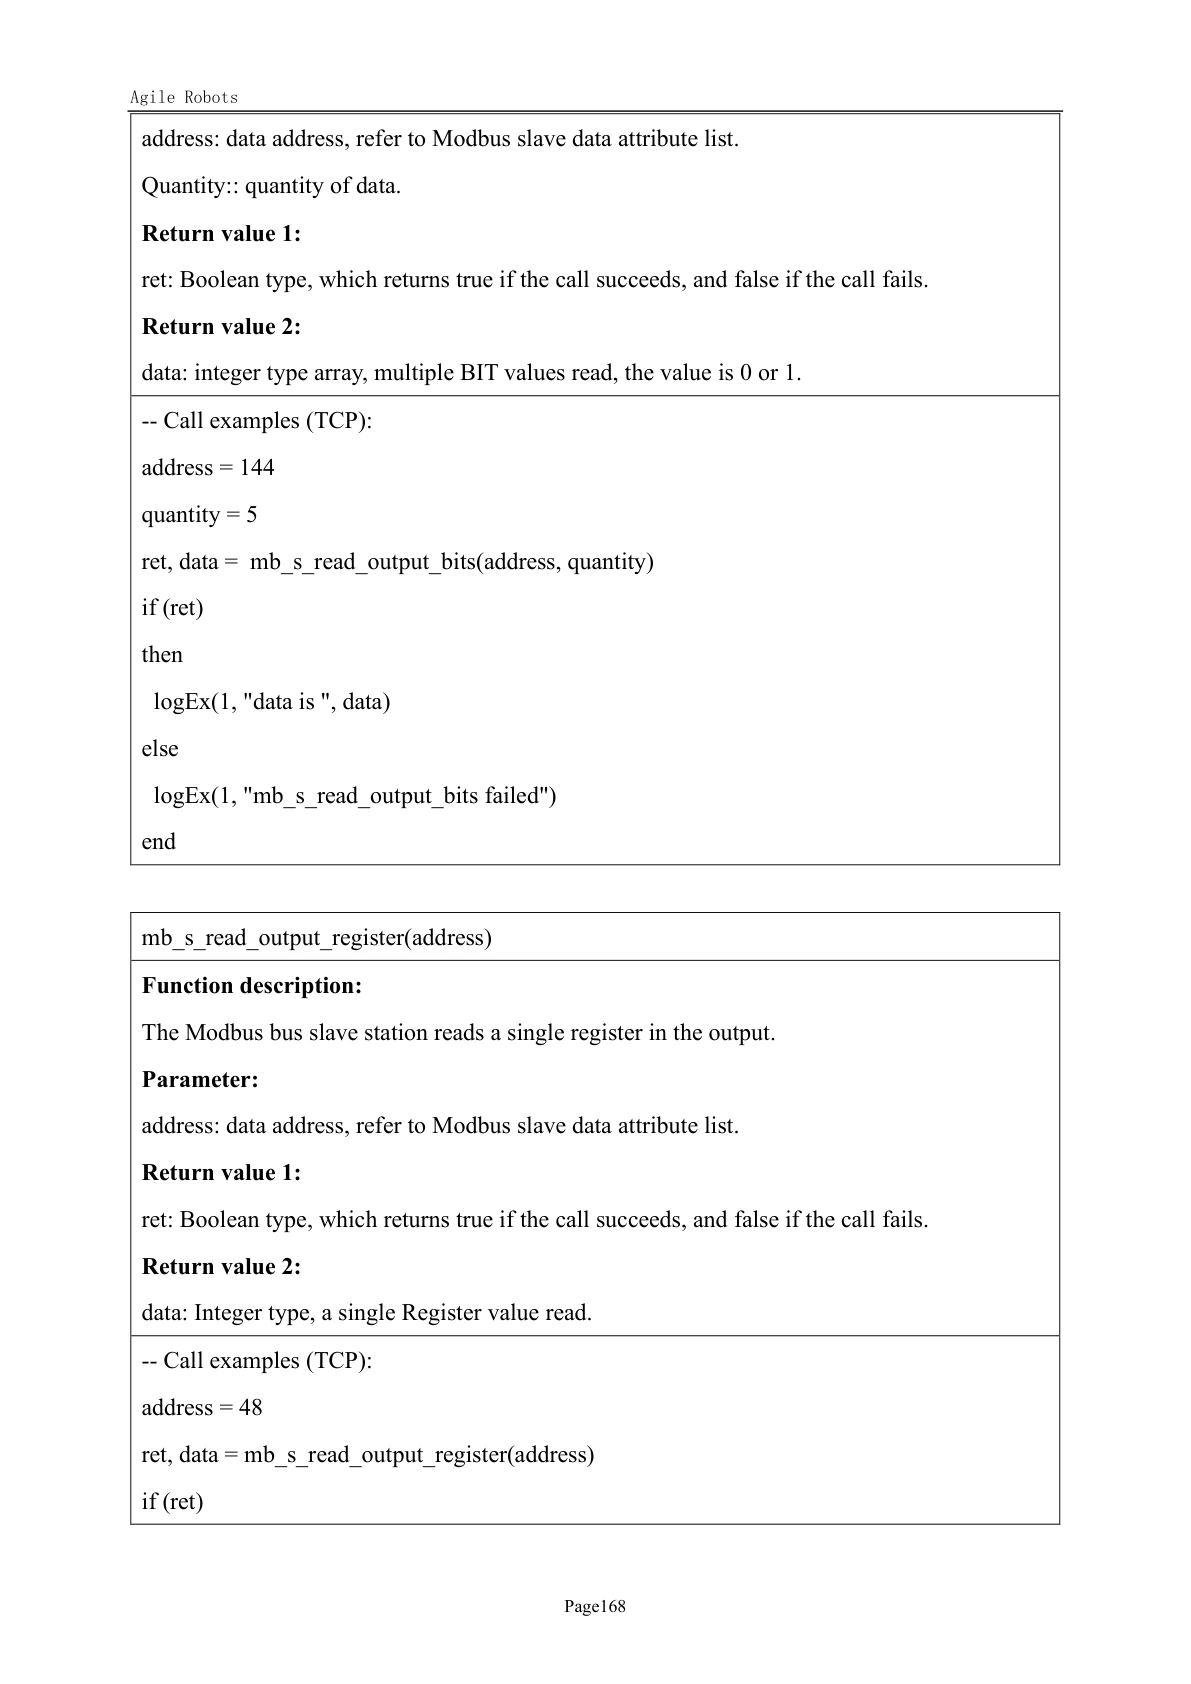 Agile Robots
address: data address, refer to Modbus slave data attribute list.
Quantity:: quantity of data.
Return value 1:
ret: Boolean type, which returns true if the call succeeds, and false if the call fails.
Return value 2:
data: integer type array, multiple BIT values read, the value is 0 or 1.
-- Call examples (TCP):
address = 144
quantity = 5
ret, data =  mb_s_read_output_bits(address, quantity)
if (ret)
then
  logEx(1, "data is ", data)
else
  logEx(1, "mb_s_read_output_bits failed")
end
mb_s_read_output_register(address)
Function description:
The Modbus bus slave station reads a single register in the output.
Parameter:
address: data address, refer to Modbus slave data attribute list.
Return value 1:
ret: Boolean type, which returns true if the call succeeds, and false if the call fails.
Return value 2:
data: Integer type, a single Register value read.
-- Call examples (TCP):
address = 48
ret, data = mb_s_read_output_register(address)
if (ret)
Page168